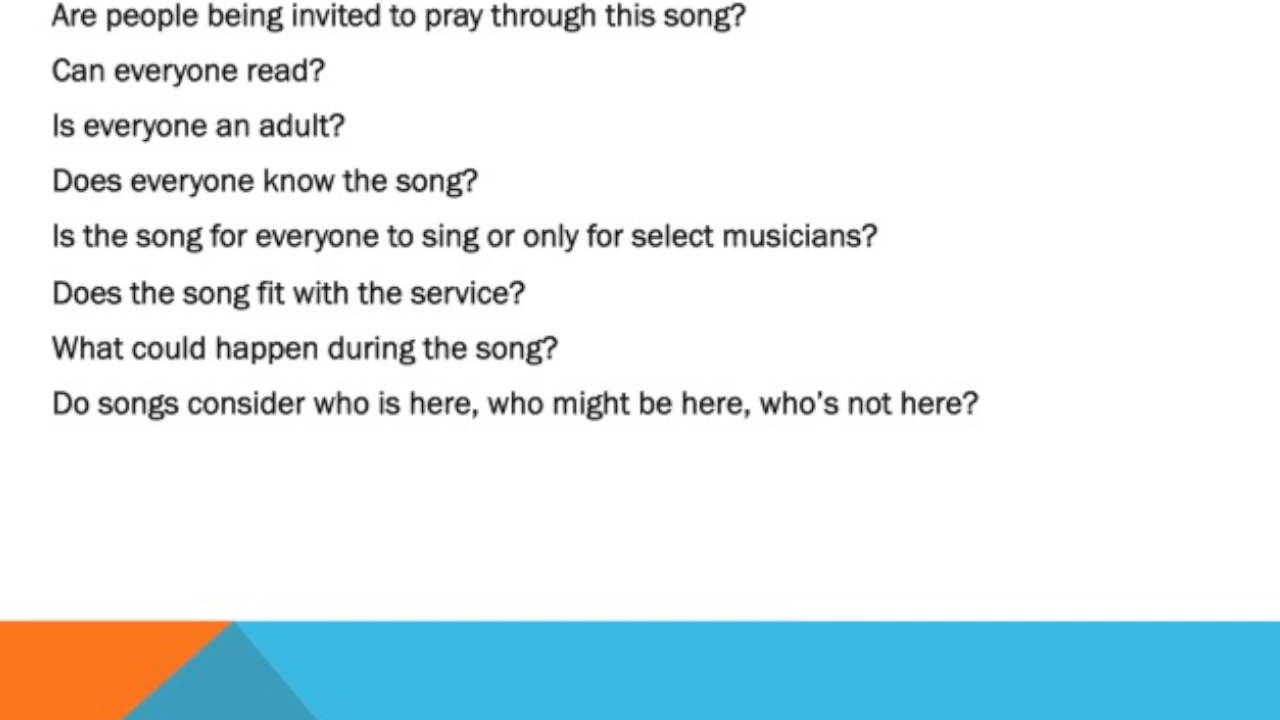 Are people being invited to pray through this song?
Can everyone read?
Is everyone an adult?
Does everyone know the song?
Is the song for everyone to sing or only for select musicians?
Does the song fit with the service?
What could happen during the song?
Do songs consider who is here, who might be here, who’s not here?